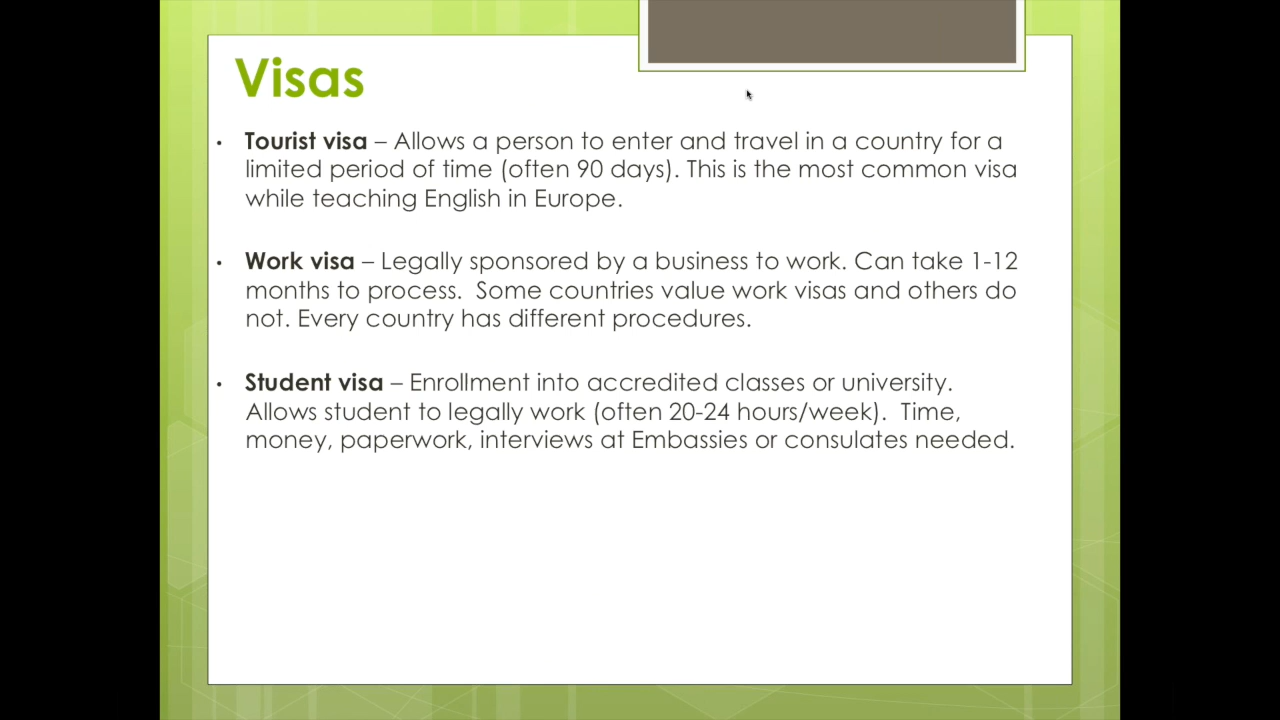 Visas
• Tourist visa – Allows a person to enter and travel in a country for a
limited period of time (often 90 days). This is the most common visa
while teaching English in Europe.
• Work visa – Legally sponsored by a business to work. Can take 1-12
months to process.  Some countries value work visas and others do
not. Every country has different procedures.
• Student visa – Enrollment into accredited classes or university.
Allows student to legally work (often 20-24 hours/week).  Time,
money, paperwork, interviews at Embassies or consulates needed.